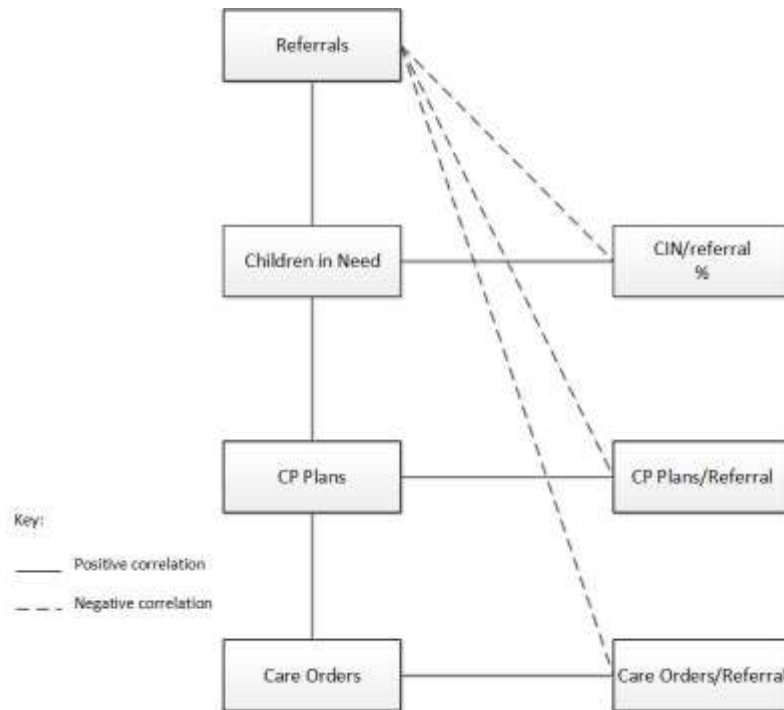 Referrals
Children in Need
CIN/referral
%
CP Plans
CP Plans/Referral
Key:
Positive correlation
Negative correlation
Care Orders
Care Orders/Referral